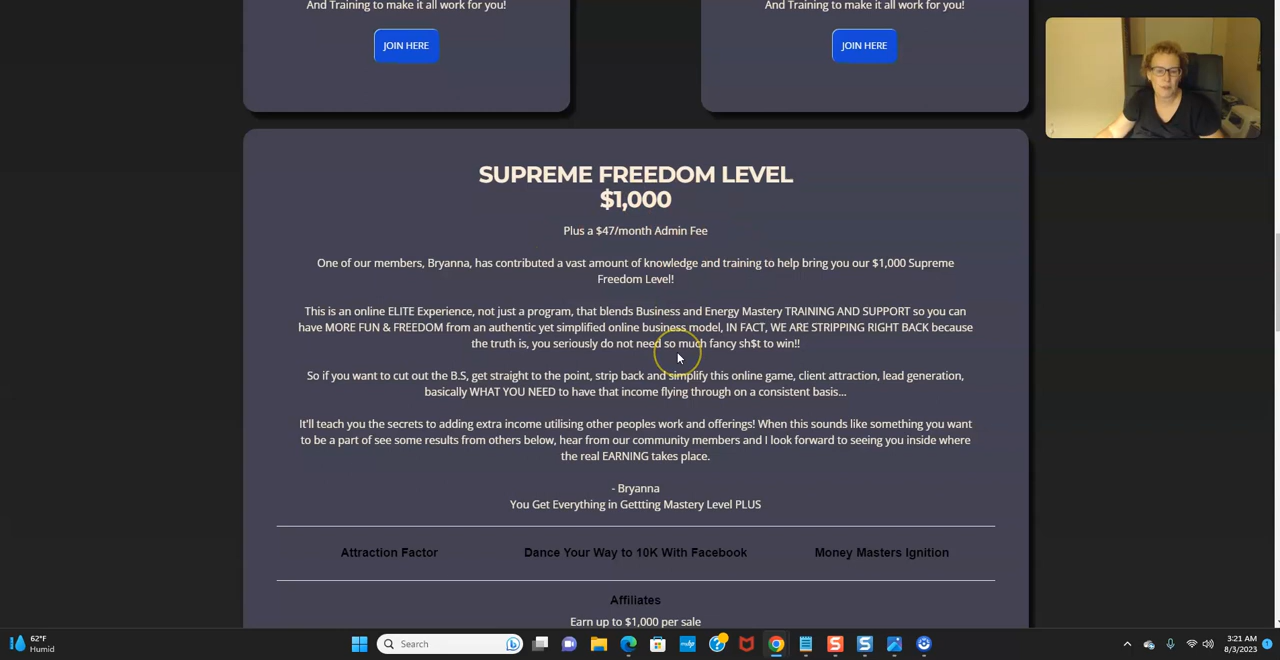 And Training to make it all work for you!
And Training to make it all work for you!
JOIN HERE
JOIN HERE
SUPREME FREEDOM LEVEL
$1,000
Plus a $47/month Admin Fee
One of our members, Bryanna, has contributed a vast amount of knowledge and training to help bring you our $1,000 Supreme
Freedom Level!
This is an online ELITE Experience, not just a program, that blends Business and Energy Mastery TRAINING AND SUPPORT so you can
have MORE FUN & FREEDOM from an authentic yet simplified online business model, IN FACT, WE ARE STRIPPING RIGHT BACK because
the truth is, you seriously do not need so much fancy sh$t to win!!
So if you want to cut out the B.S, get straight to the point, strip back and simplify this online game, client attraction, lead generation,
basically WHAT YOU NEED to have that income flying through on a consistent basis...
It'll teach you the secrets to adding extra income utilising other peoples work and offerings! When this sounds like something you want
to be a part of see some results from others below, hear from our community members and I look forward to seeing you inside where
the real EARNING takes place.
- Bryanna
You Get Everything in Gettting Mastery Level PLUS
Attraction Factor
Dance Your Way to 10K With Facebook
Money Masters Ignition
Affiliates
Earn up to $1,000 per sale
62°F
Humid
Search
3:21 AM
8/3/2023